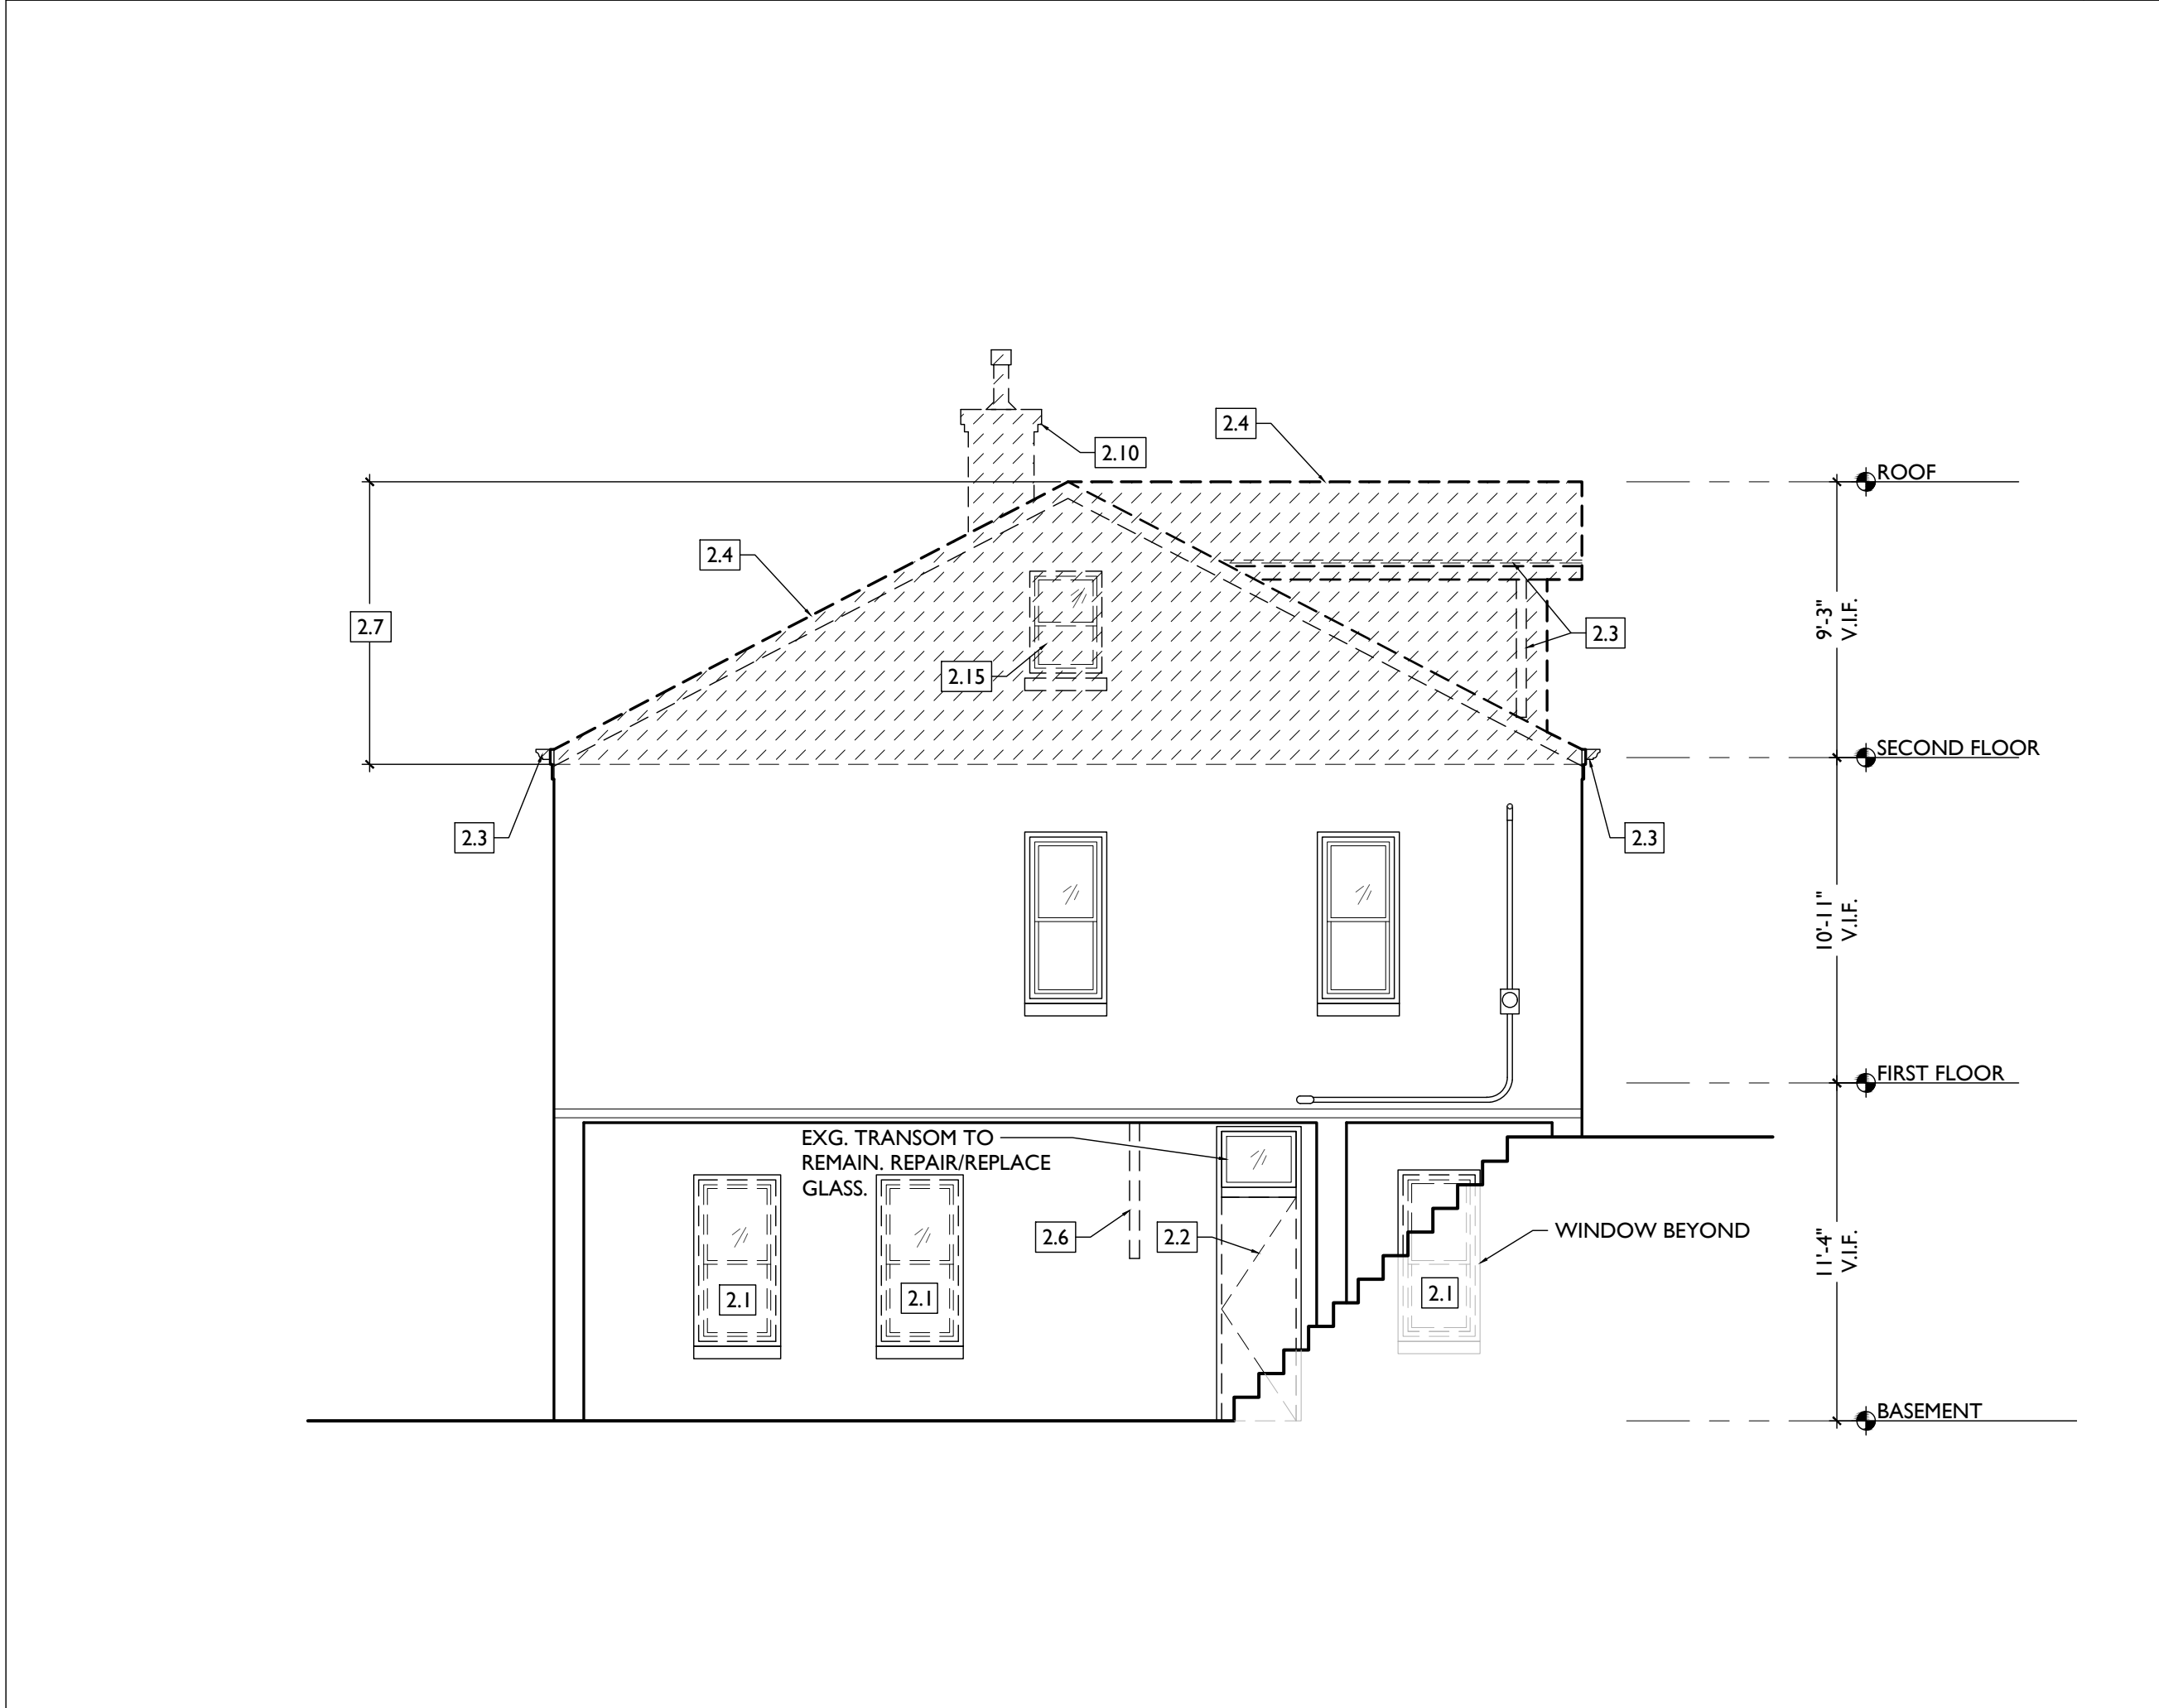 2.4
2.10
ROOF
2.4
2.7
9'-3"
V.I.F.
2.3
2.15
SECOND FLOOR
2.3
2.3
10'-11"
V.I.F.
FIRST FLOOR
EXG. TRANSOM TO
REMAIN. REPAIR/REPLACE
GLASS.
2.6
2.2
WINDOW BEYOND
11'-4"
V.I.F.
2.1
2.1
2.1
BASEMENT